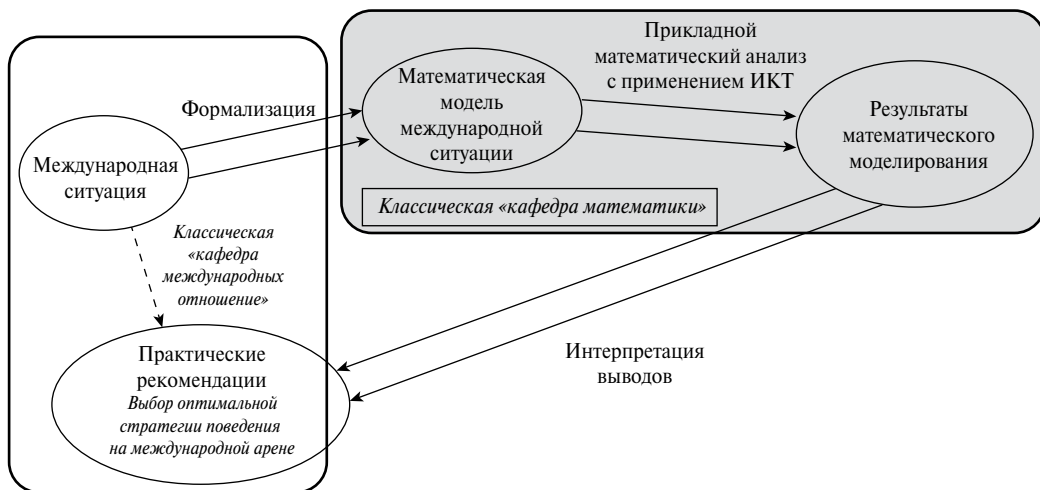 Прикладной
математический анализ
с применением ИКТ
Математическая
модель
международной
ситуации
Формализация
Результаты
математического
моделирования
Международная
ситуация
Классическая «кафедра математики»
Классическая
«кафедра
международных
отношение»
Практические
рекомендации
Выбор оптимальной
стратегии поведения
на международной арене
Интерпретация
выводов